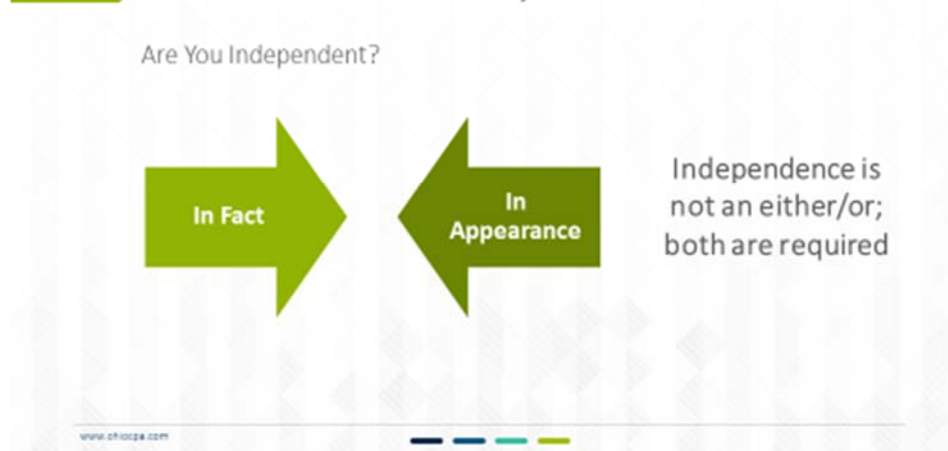 Are You Independent?
In Fact
In
Appearance
Independence is
not an either/or;
both are required
www.ohiocpa.com